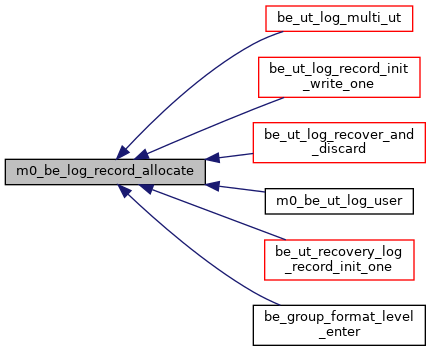 be_ut_log_multi_ut
be_ut_log_record_init
_write_one
be_ut_log_recover_and
_discard
m0_be_log_record_allocate
m0_be_ut_log_user
be_ut_recovery_log
_record_init_one
be_group_format_level
_enter